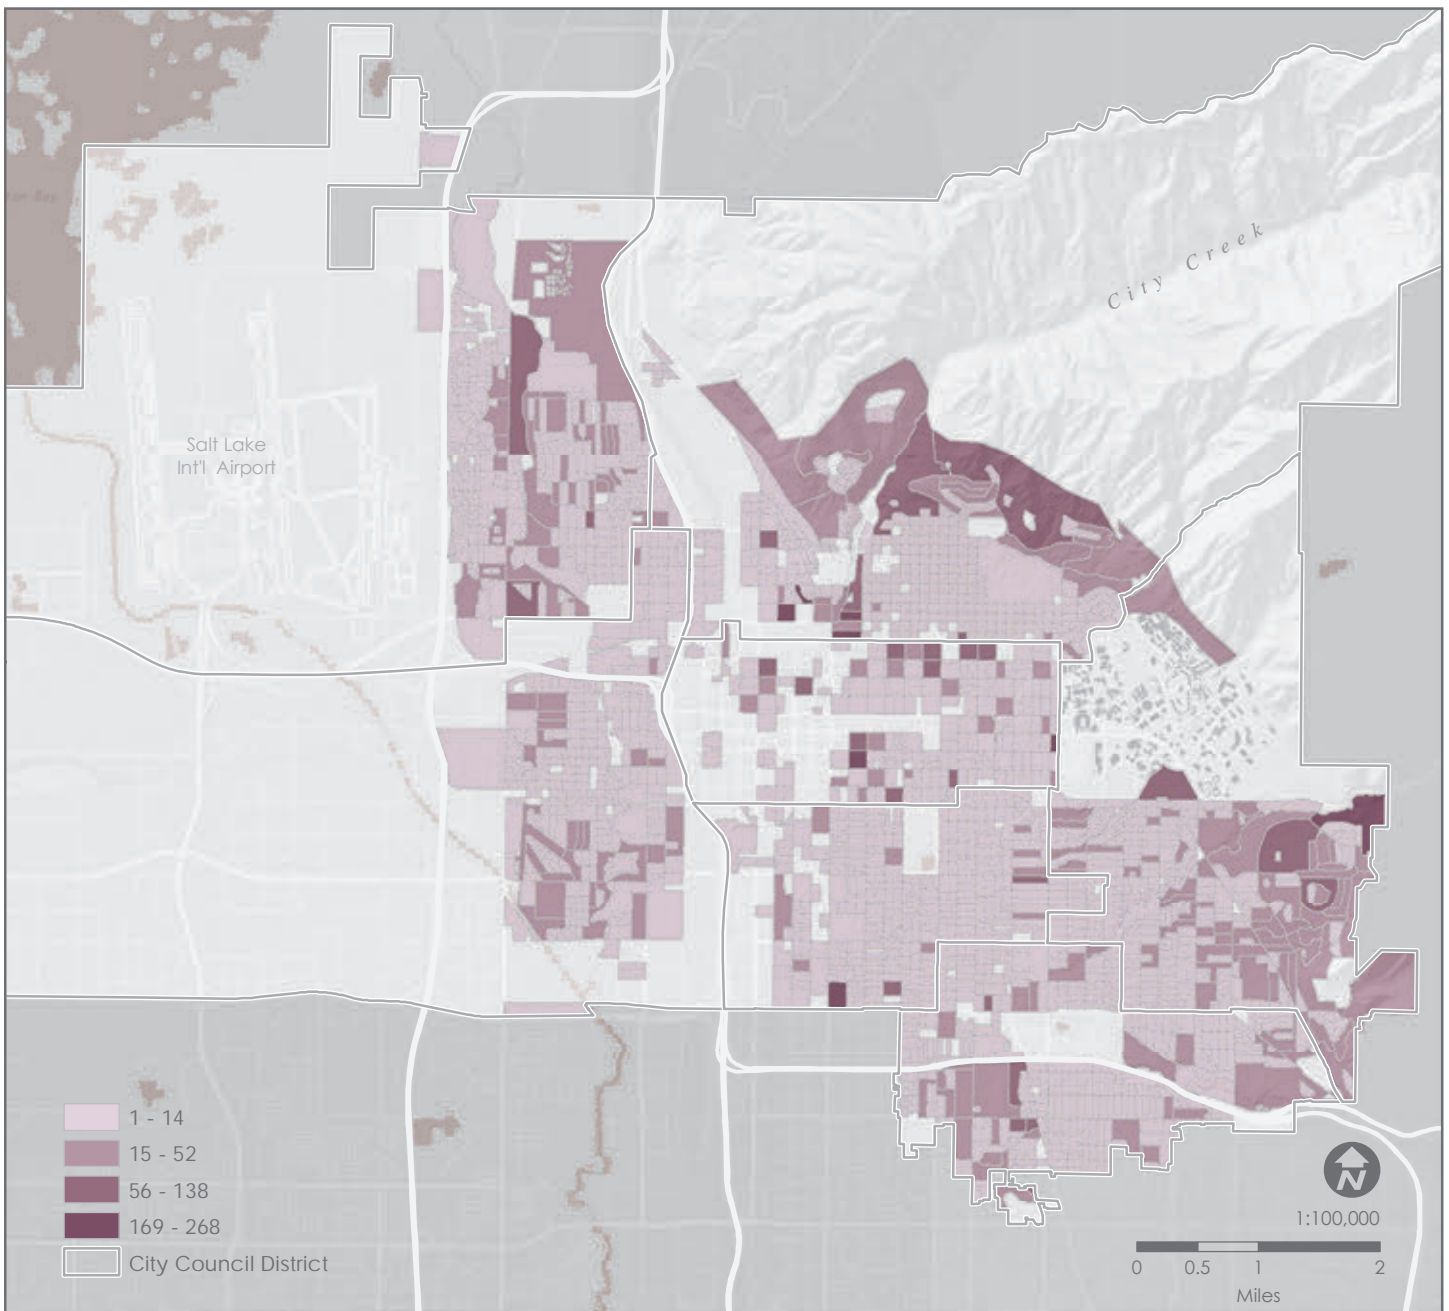 City Creek
Salt Lake
Int'l Airport
1 - 14
15 - 52
56 - 138
169 - 268
City Council District
N
1:100,000
0 0.5 1 2
Miles